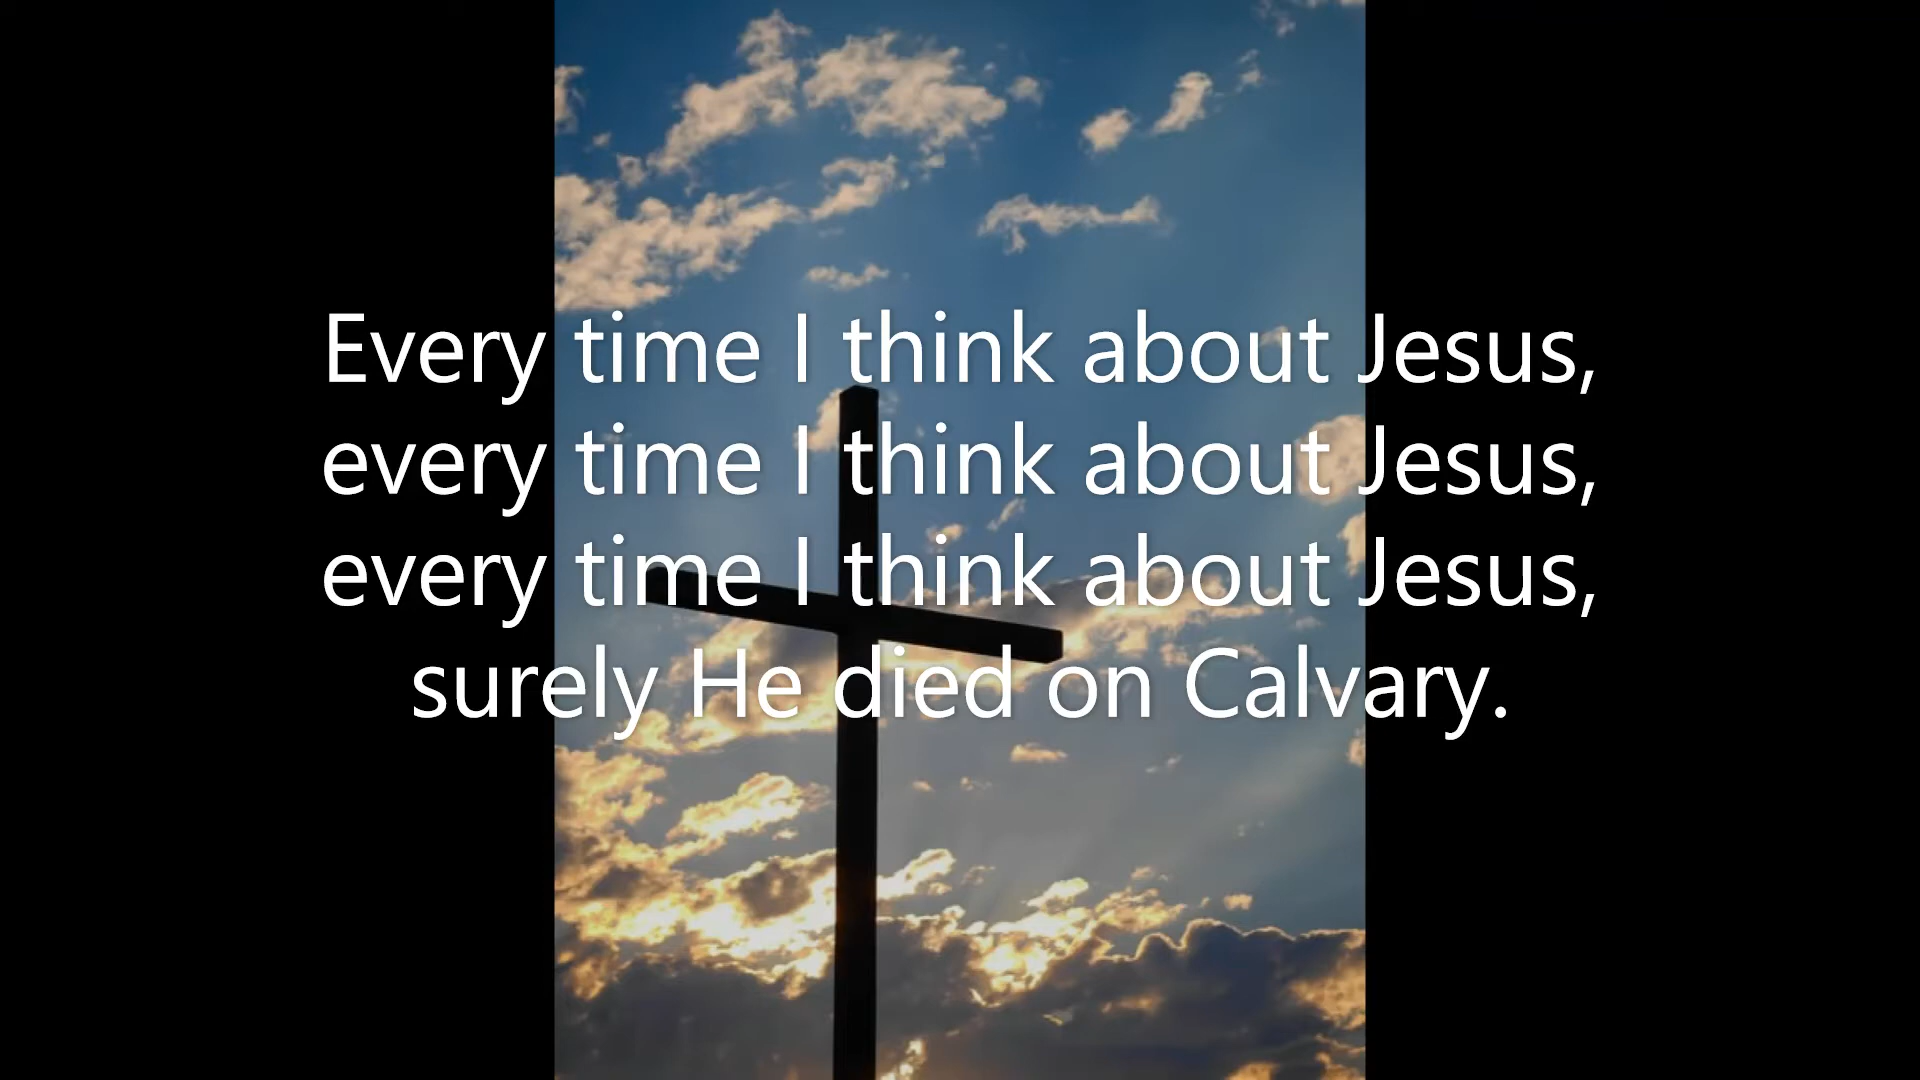 Every time I think about Jesus,
every time I think about Jesus,
every time I think about Jesus,
surely He died on Calvary.